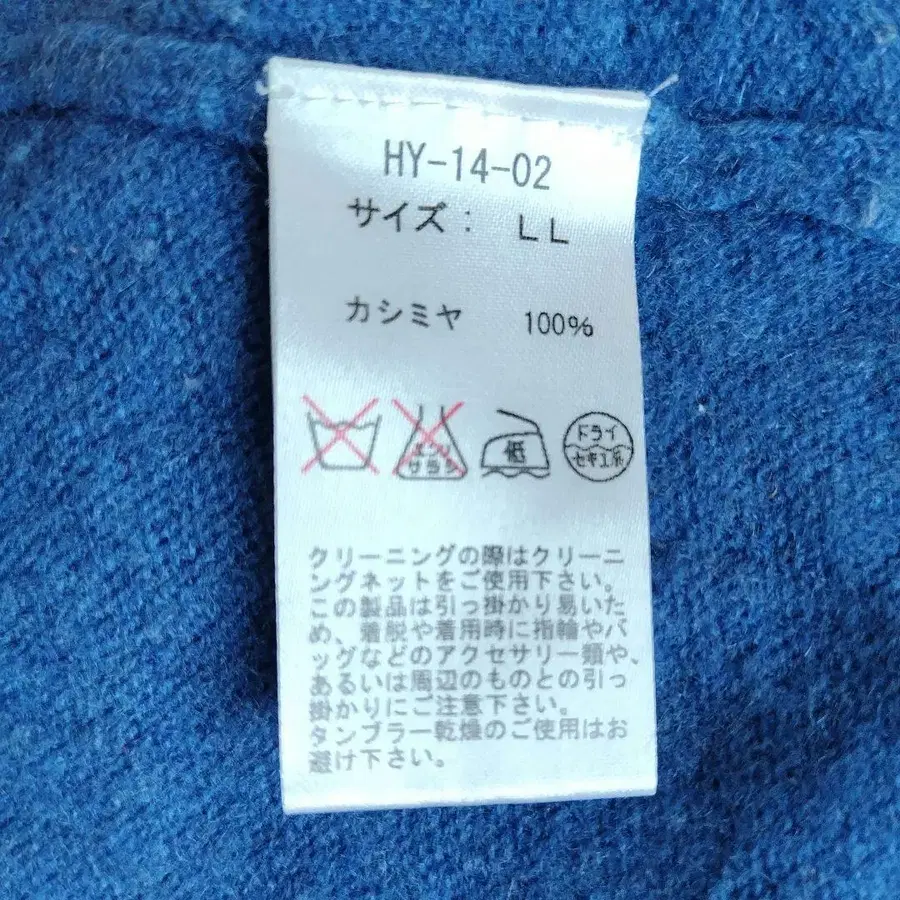 HY-14-02
サイズ： LL
カシミヤ 100%
エンソ
サラシ
低
ドライ
セキユ系
クリーニングの際はクリーニ
ングネットをご使用下さい。
この製品は引っ掛かり易いた
め、着脱や着用時に指輪やバ
ッグなどのアクセサリー類や、
あるいは周辺のものとの引っ
掛かりにご注意下さい。
タンブラー乾燥のご使用はお
避け下さい。